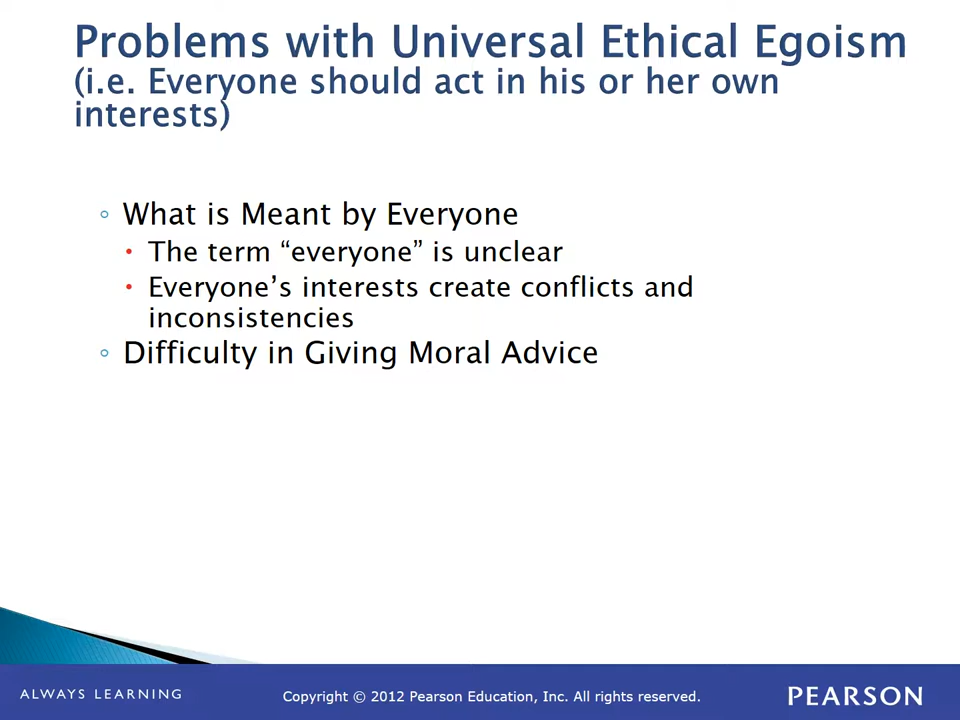 Problems with Universal Ethical Egoism
(i.e. Everyone should act in his or her own
interests)
◦ What is Meant by Everyone
• The term “everyone” is unclear
• Everyone’s interests create conflicts and
inconsistencies
◦ Difficulty in Giving Moral Advice
ALWAYS LEARNING
Copyright © 2012 Pearson Education, Inc. All rights reserved.
PEARSON